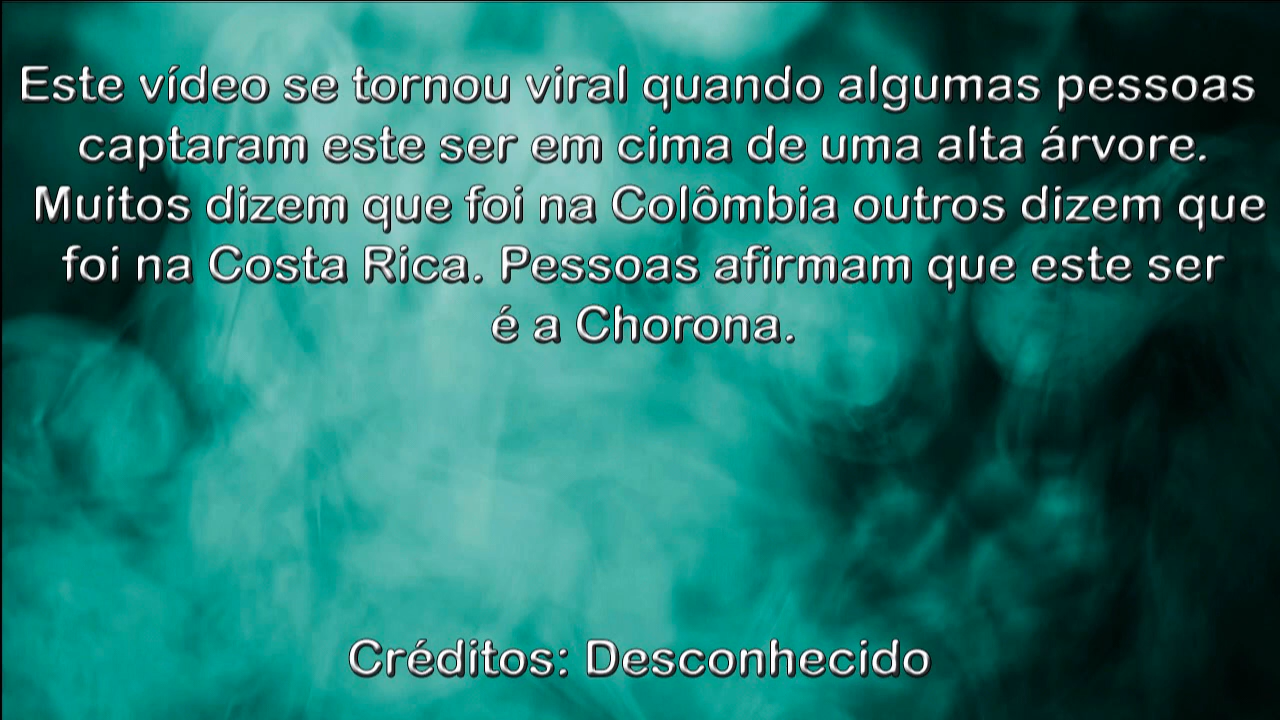 Este vídeo se tornou viral quando algumas pessoas
captaram este ser em cima de uma alta árvore.
Muitos dizem que foi na Colômbia outros dizem que
foi na Costa Rica. Pessoas afirmam que este ser
é a Chorona.
Créditos: Desconhecido